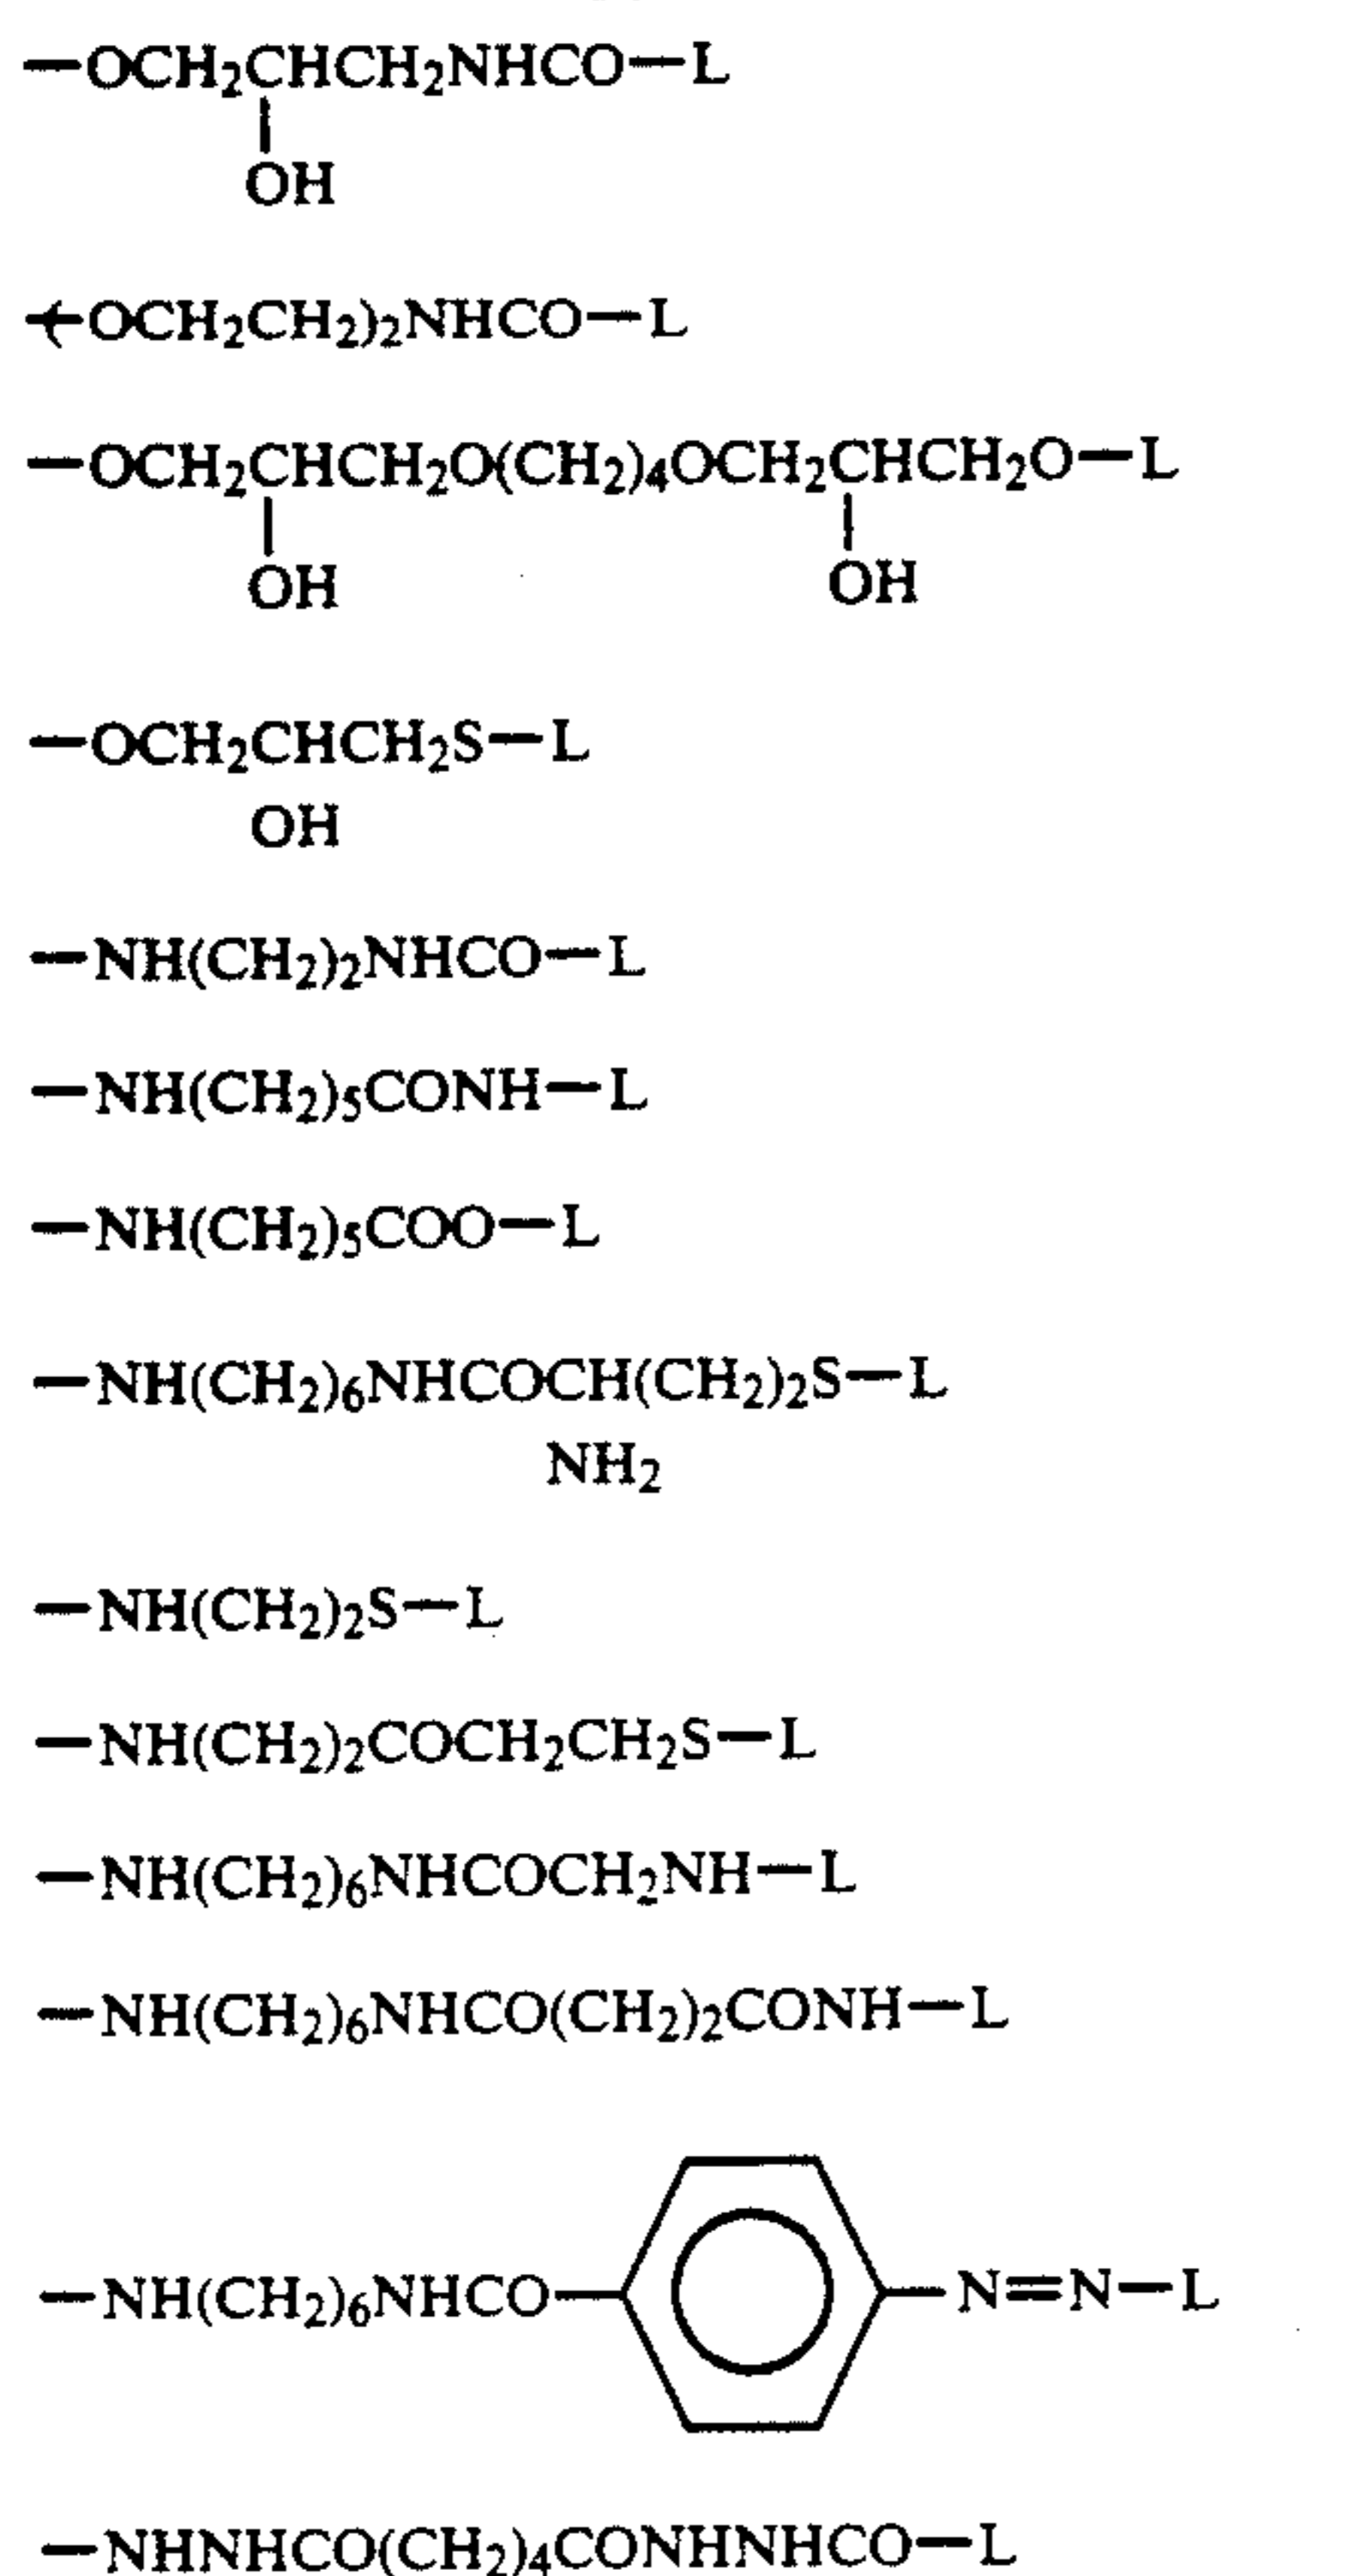 —OCH₂CHCH₂NHCO—L
OH
—(OCH₂CH₂)₂NHCO—L
—OCH₂CHCH₂O(CH₂)₄OCH₂CHCH₂O—L
OH OH
—OCH₂CHCH₂S—L
OH
—NH(CH₂)₂NHCO—L
—NH(CH₂)₅CONH—L
—NH(CH₂)₅COO—L
—NH(CH₂)₆NHCOCH(CH₂)₂S—L
NH₂
—NH(CH₂)₂S—L
—NH(CH₂)₂COCH₂CH₂S—L
—NH(CH₂)₆NHCOCH₂NH—L
—NH(CH₂)₆NHCO(CH₂)₂CONH—L
—NH(CH₂)₆NHCO— —N=N—L
—NHNHCO(CH₂)₄CONHNHCO—L